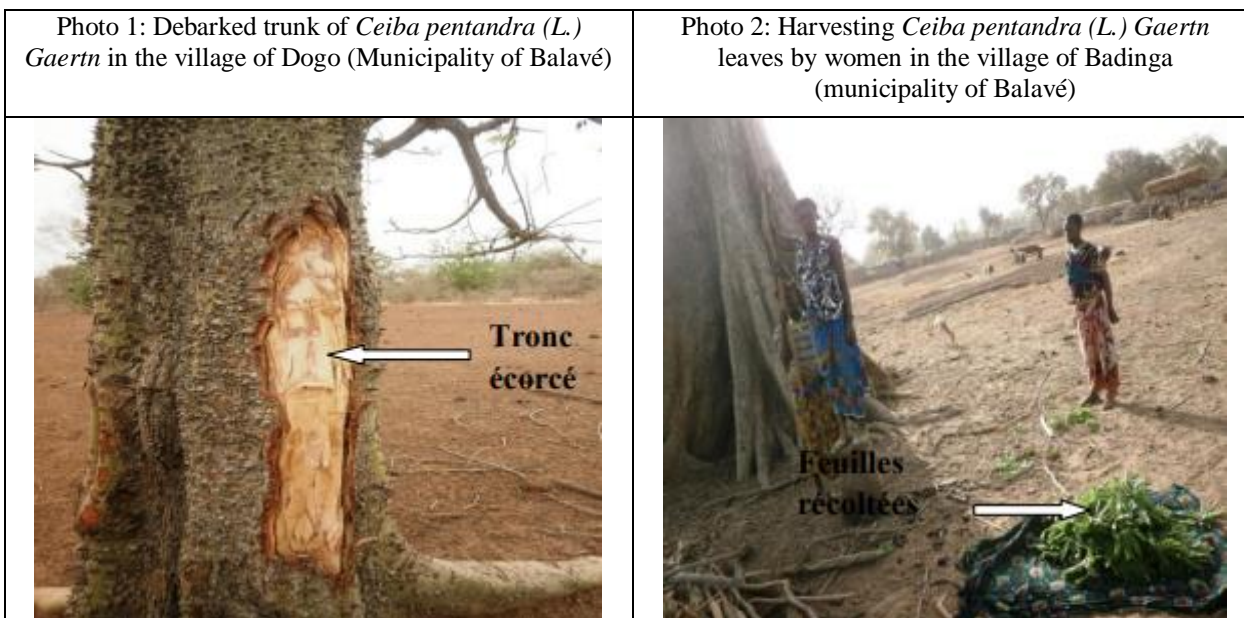 Photo 1: Debarked trunk of Ceiba pentandra (L.)
Gaertn in the village of Dogo (Municipality of Balavé)
Photo 2: Harvesting Ceiba pentandra (L.) Gaertn
leaves by women in the village of Badinga
(municipality of Balavé)
Tronc
écorcé
Feuilles
récoltées